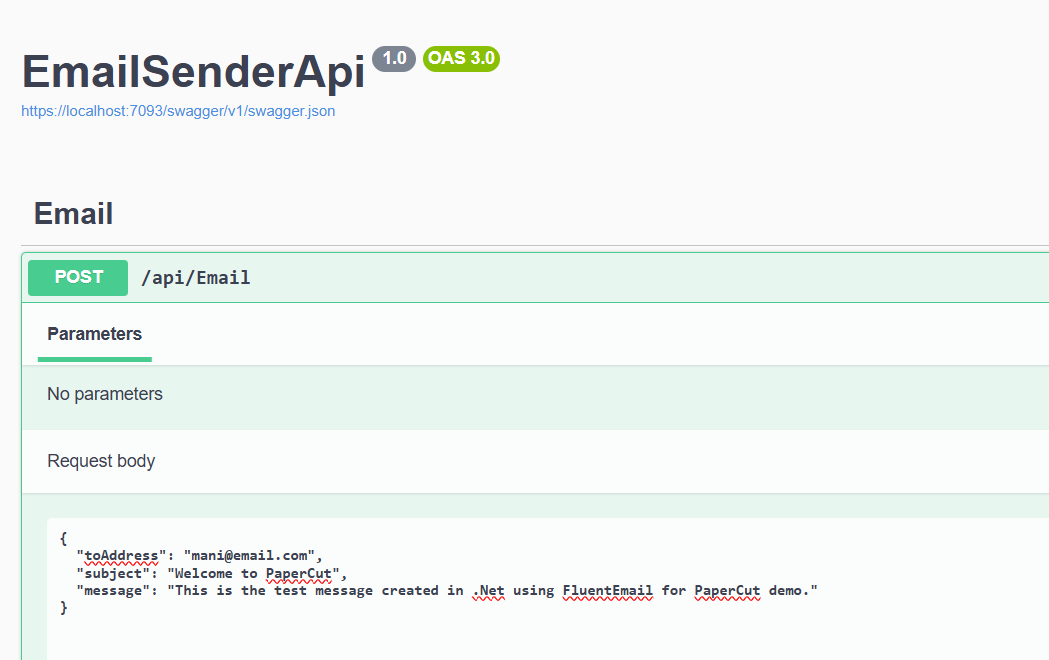 EmailSenderApi 1.0 OAS 3.0
https://localhost:7093/swagger/v1/swagger.json
Email
POST /api/Email
Parameters
No parameters
Request body
{
  "toAddress": "mani@email.com",
  "subject": "Welcome to PaperCut",
  "message": "This is the test message created in .Net using FluentEmail for PaperCut demo."
}